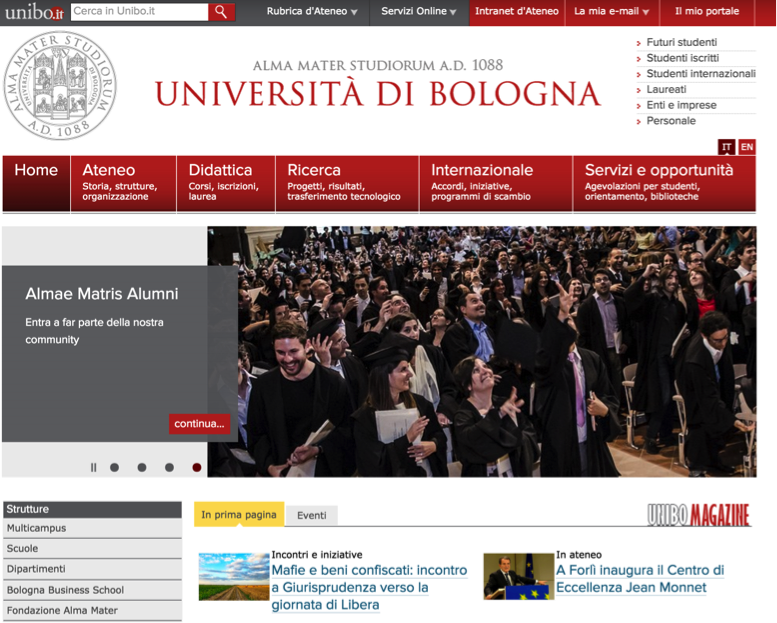 unibo.it
Cerca in Unibo.it
Rubrica d'Ateneo
Servizi Online
Intranet d'Ateneo
La mia e-mail
Il mio portale
ALMA MATER STUDIORUM
A.D. 1088
ALMA MATER STUDIORUM A.D. 1088
UNIVERSITÀ DI BOLOGNA
Futuri studenti
Studenti iscritti
Studenti internazionali
Laureati
Enti e imprese
Personale
IT EN
Home
Ateneo
Storia, strutture,
organizzazione
Didattica
Corsi, iscrizioni,
laurea
Ricerca
Progetti, risultati,
trasferimento tecnologico
Internazionale
Accordi, iniziative,
programmi di scambio
Servizi e opportunità
Agevolazioni per studenti,
orientamento, biblioteche
Almae Matris Alumni
Entra a far parte della nostra
community
continua...
Strutture
Multicampus
Scuole
Dipartimenti
Bologna Business School
Fondazione Alma Mater
In prima pagina
Eventi
UNIBO MAGAZINE
Incontri e iniziative
Mafie e beni confiscati: incontro
a Giurisprudenza verso la
giornata di Libera
In ateneo
A Forlì inaugura il Centro di
Eccellenza Jean Monnet